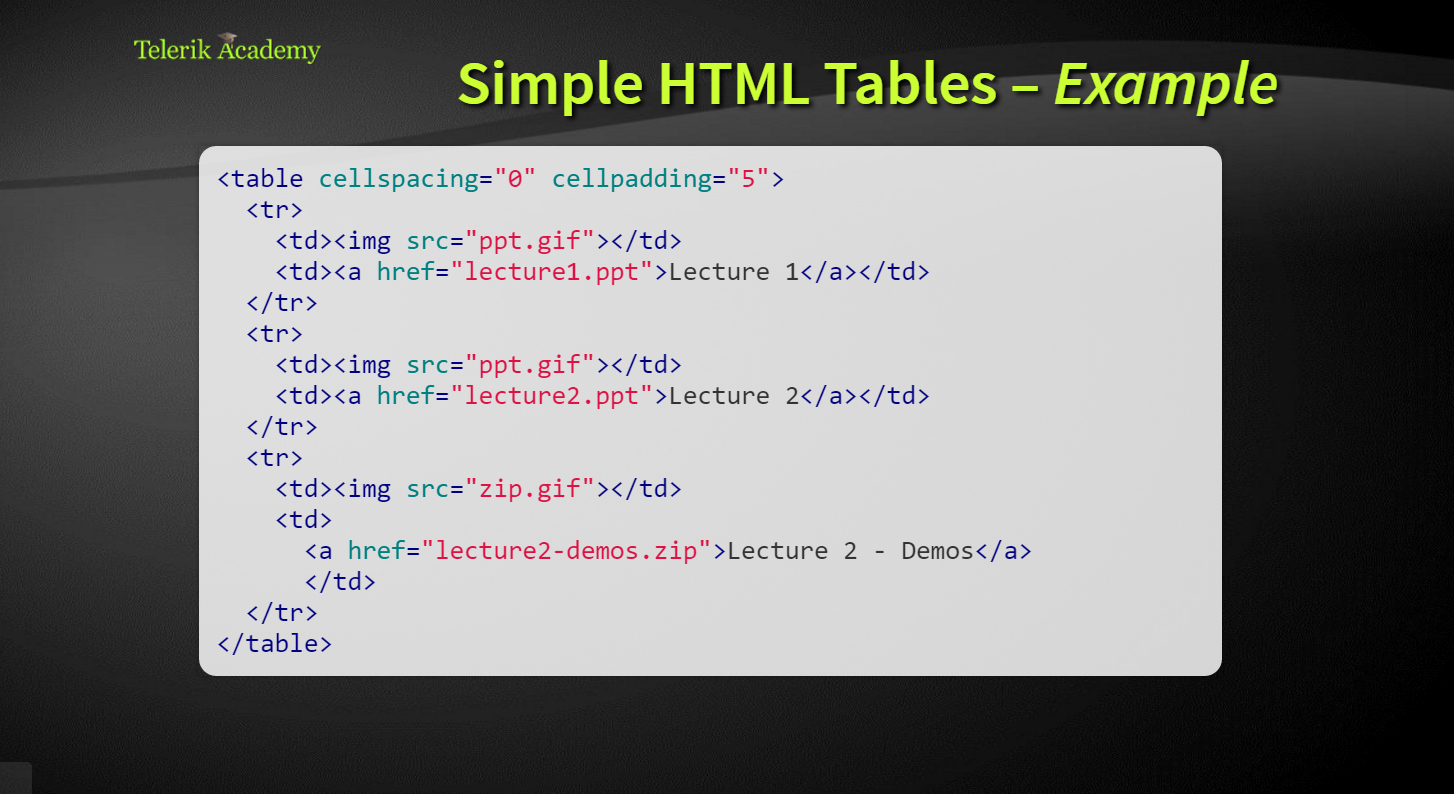 Telerik Academy
Simple HTML Tables – Example
<table cellspacing="0" cellpadding="5">
  <tr>
    <td><img src="ppt.gif"></td>
    <td><a href="lecture1.ppt">Lecture 1</a></td>
  </tr>
  <tr>
    <td><img src="ppt.gif"></td>
    <td><a href="lecture2.ppt">Lecture 2</a></td>
  </tr>
  <tr>
    <td><img src="zip.gif"></td>
    <td>
      <a href="lecture2-demos.zip">Lecture 2 - Demos</a>
      </td>
  </tr>
</table>